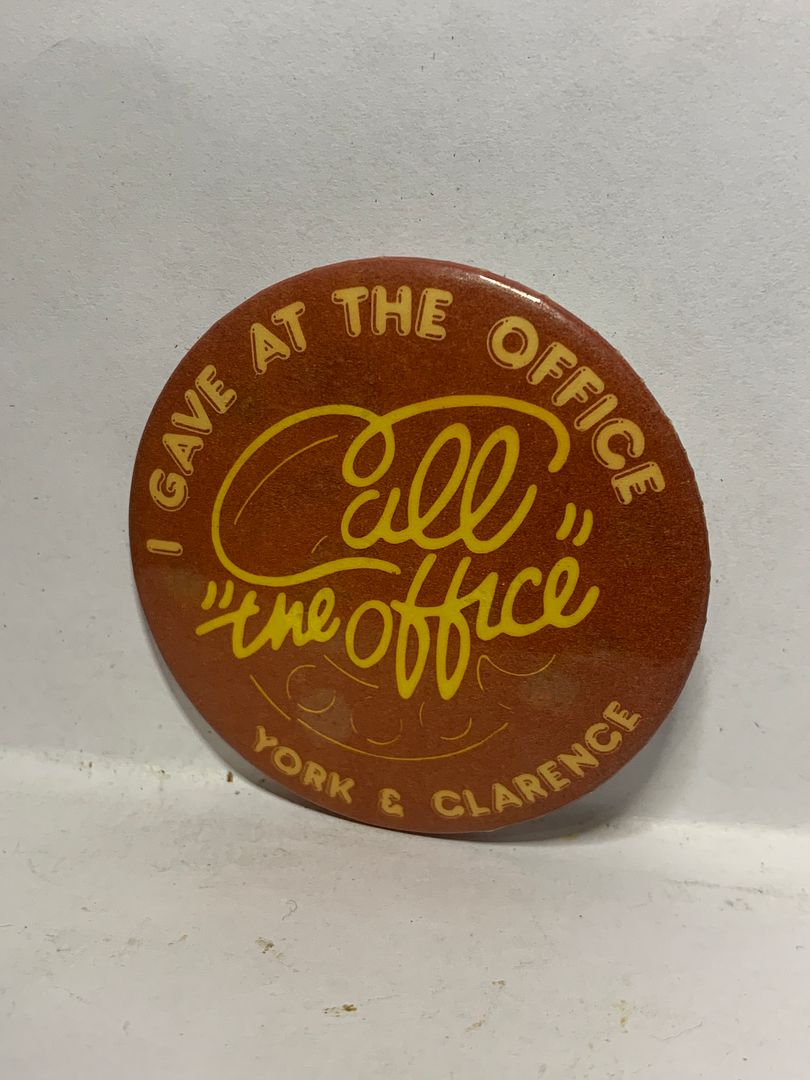 I GAVE AT THE OFFICE
Call
"the office"
YORK & CLARENCE